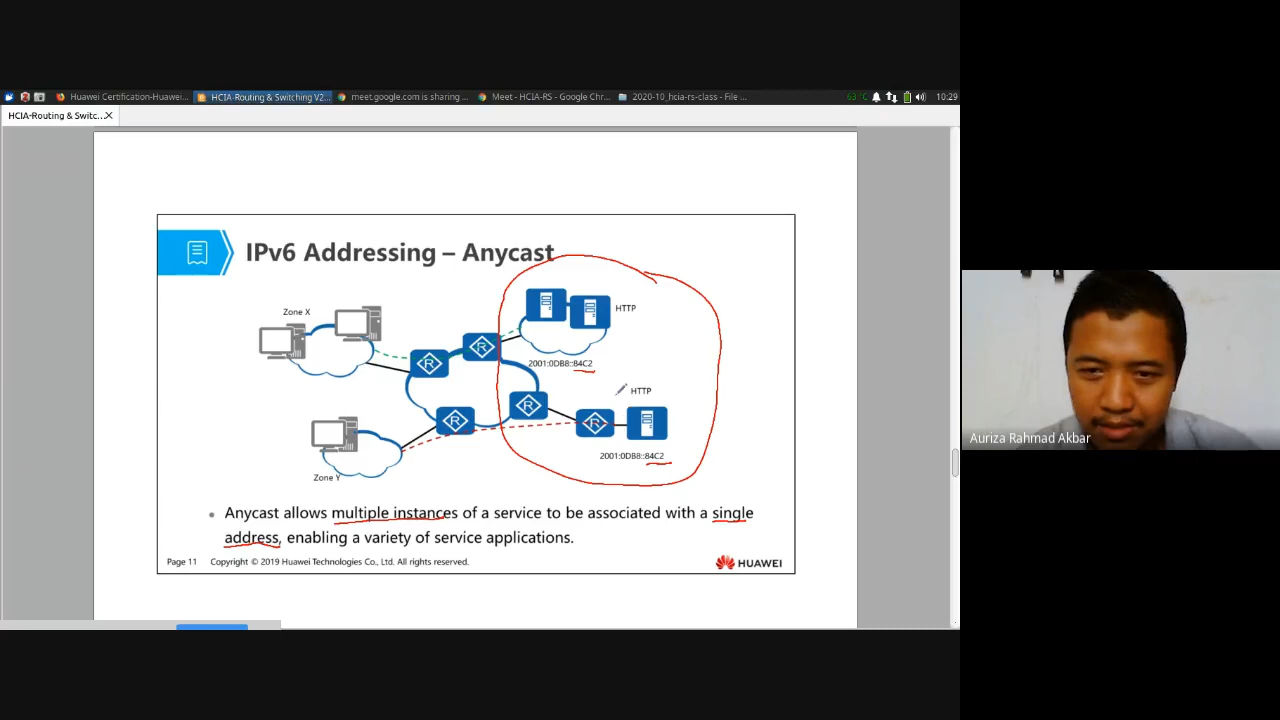 Huawei Certification-Huawei...
HCIA-Routing & Switching V2...
meet.google.com is sharing ...
Meet - HCIA-RS - Google Chr...
2020-10_hcia-rs-class - File ...
63 °C
10:29
HCIA-Routing & Switc...
IPv6 Addressing – Anycast
Zone X
HTTP
R
R
2001:0DB8::84C2
HTTP
R
R
R
2001:0DB8::84C2
Zone Y
Auriza Rahmad Akbar
Anycast allows multiple instances of a service to be associated with a single
address, enabling a variety of service applications.
Page 11
Copyright © 2019 Huawei Technologies Co., Ltd. All rights reserved.
HUAWEI